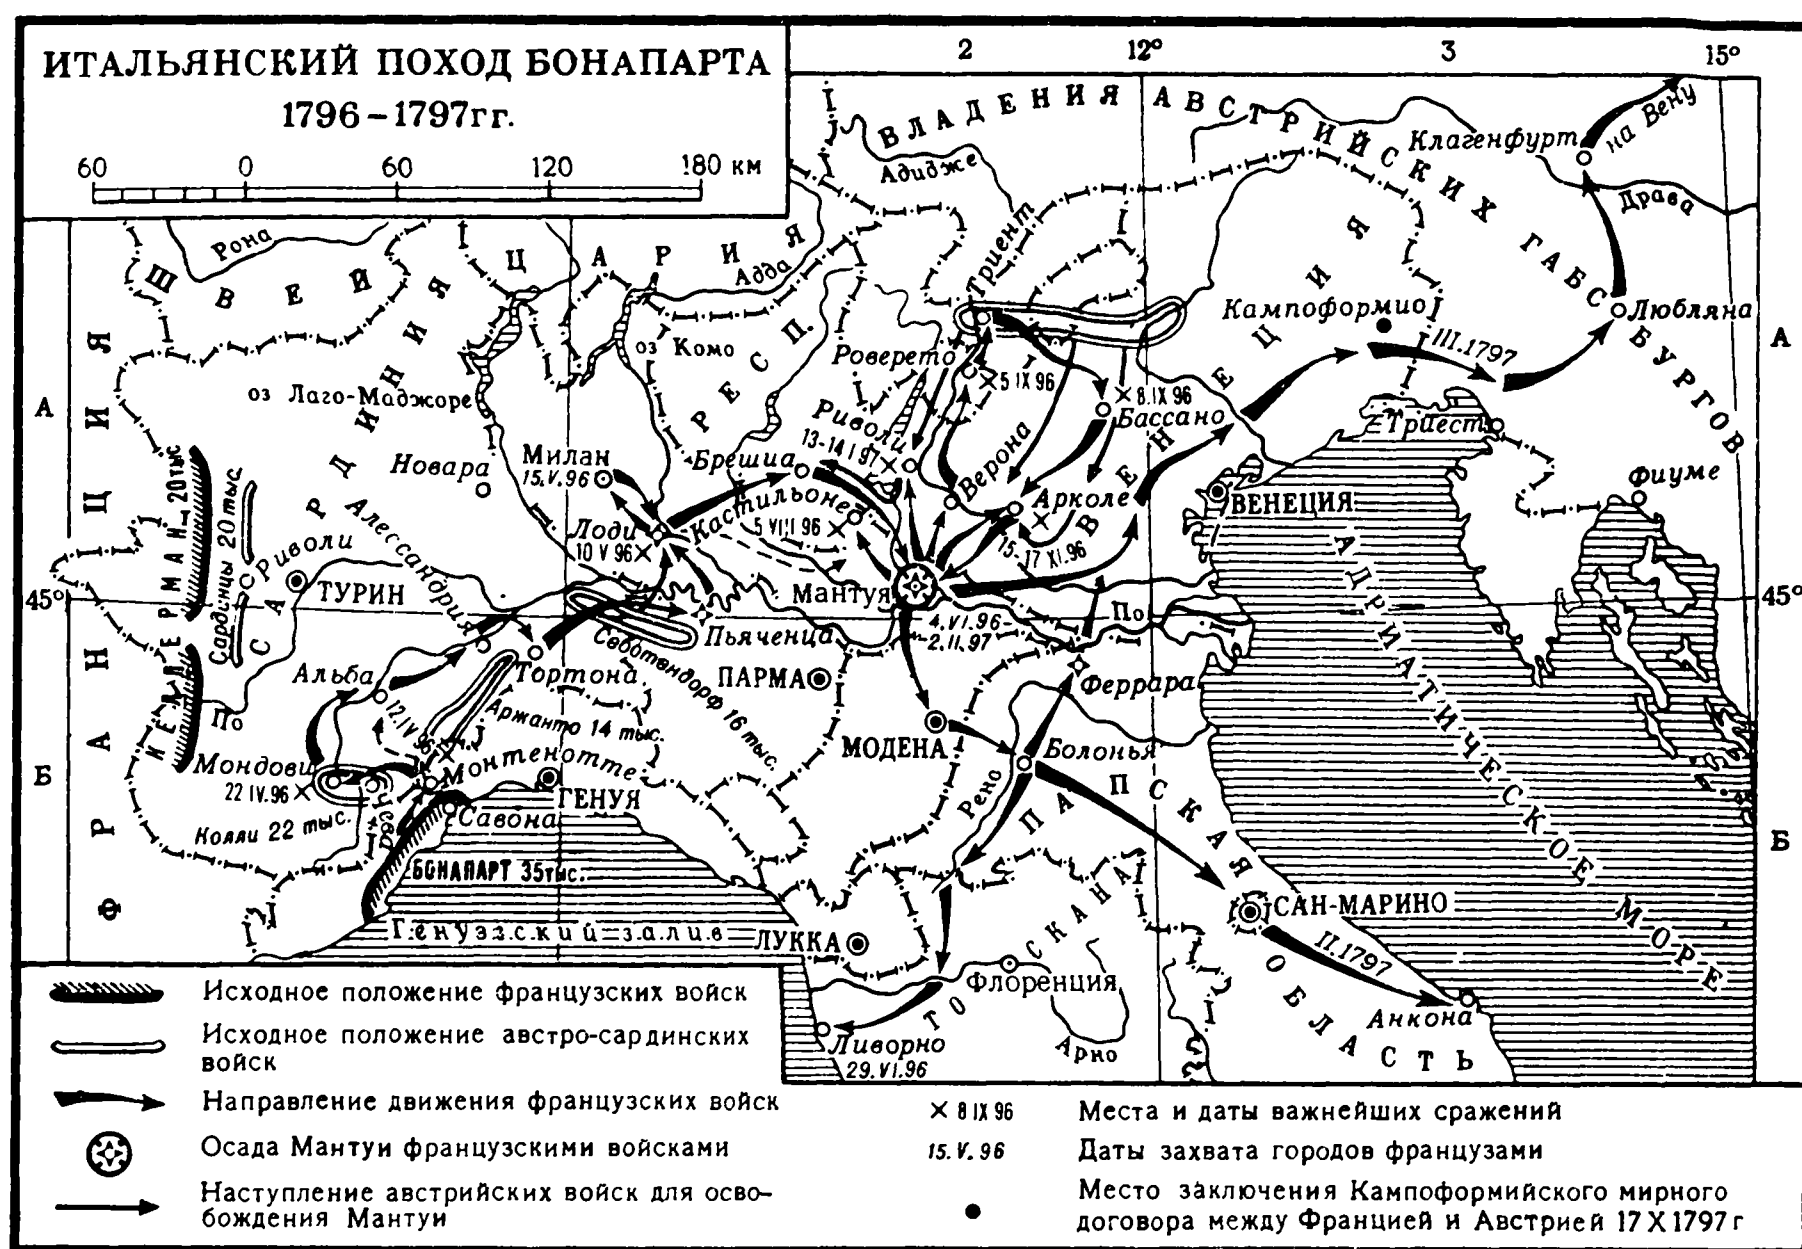 ИТАЛЬЯНСКИЙ ПОХОД БОНАПАРТА
1796–1797гг.
60 0 60 120 180 км
2 12° 3 15°
ВЛАДЕНИЯ АВСТРИЙСКИХ ГАБСБУРГОВ
на Вену
Клагенфурт
Адидже
Драва
Рона
ШВЕЙЦАРИЯ
Адда
Триент
Кампоформио
Любляна
III.1797
А
А
оз Комо
Роверето
5 IX 96
8.IX 96
Бассано
оз Лаго-Маджоре
РЕСП.
ВЕНЕЦИЯ
Триест
Фиуме
Риволи
13-14 I 97
Милан
15.V.96
Брешиа
Верона
Арколе
15-17 XI.96
ВЕНЕЦИЯ
Новара
Кастильоне
5 VIII 96
Лоди
10 V 96
КЕЛЛЕРМАН 20 тыс
Сардинцы 20 тыс.
Риволи
САРДИНИЯ
Алессандрия
ТУРИН
45°
45°
Мантуя
4.VI.96–
2.II.97
По
Пьяченца
Себотендорф 16 тыс.
ПАРМА
Феррара
Альба
Тортона
12.IV 96
Аржанто 14 тыс.
По
МОДЕНА
Болонья
Мондови
22 IV.96
Монтенотте
ГЕНУЯ
Чева
Савона
Колли 22 тыс.
БОНАПАРТ 35тыс.
Рено
ПАПСКАЯ ОБЛАСТЬ
Б
Б
ФРАНЦИЯ
АДРИАТИЧЕСКОЕ МОРЕ
Генуэзский залив
ЛУККА
САН-МАРИНО
II.1797
ТОСКАНА
Флоренция
Анкона
Арно
Ливорно
29.VI.96
Исходное положение французских войск
Исходное положение австро-сардинских
войск
Направление движения французских войск
Осада Мантуи французскими войсками
Наступление австрийских войск для осво-
бождения Мантуи
8 IX 96 Места и даты важнейших сражений
15.V.96 Даты захвата городов французами
Место заключения Кампоформийского мирного
договора между Францией и Австрией 17 X 1797 г